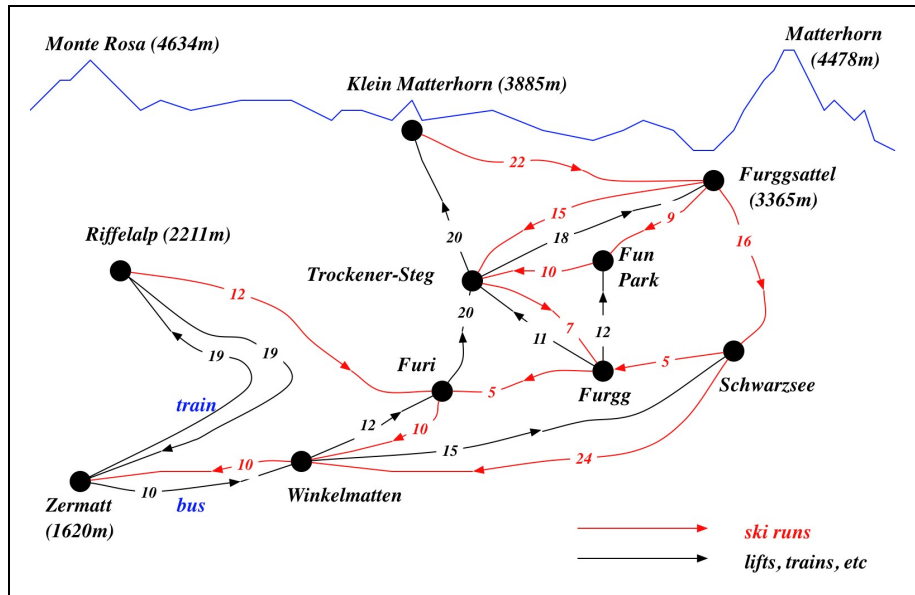 Monte Rosa (4634m)
Matterhorn
(4478m)
Klein Matterhorn (3885m)
22
Furggsattel
(3365m)
15
9
16
Riffelalp (2211m)
20
18
Fun
Park
10
Trockener-Steg
12
20
7
12
11
19
19
Furi
5
Schwarzsee
5
Furgg
train
12
10
15
24
10
Winkelmatten
10
bus
Zermatt
(1620m)
ski runs
lifts, trains, etc